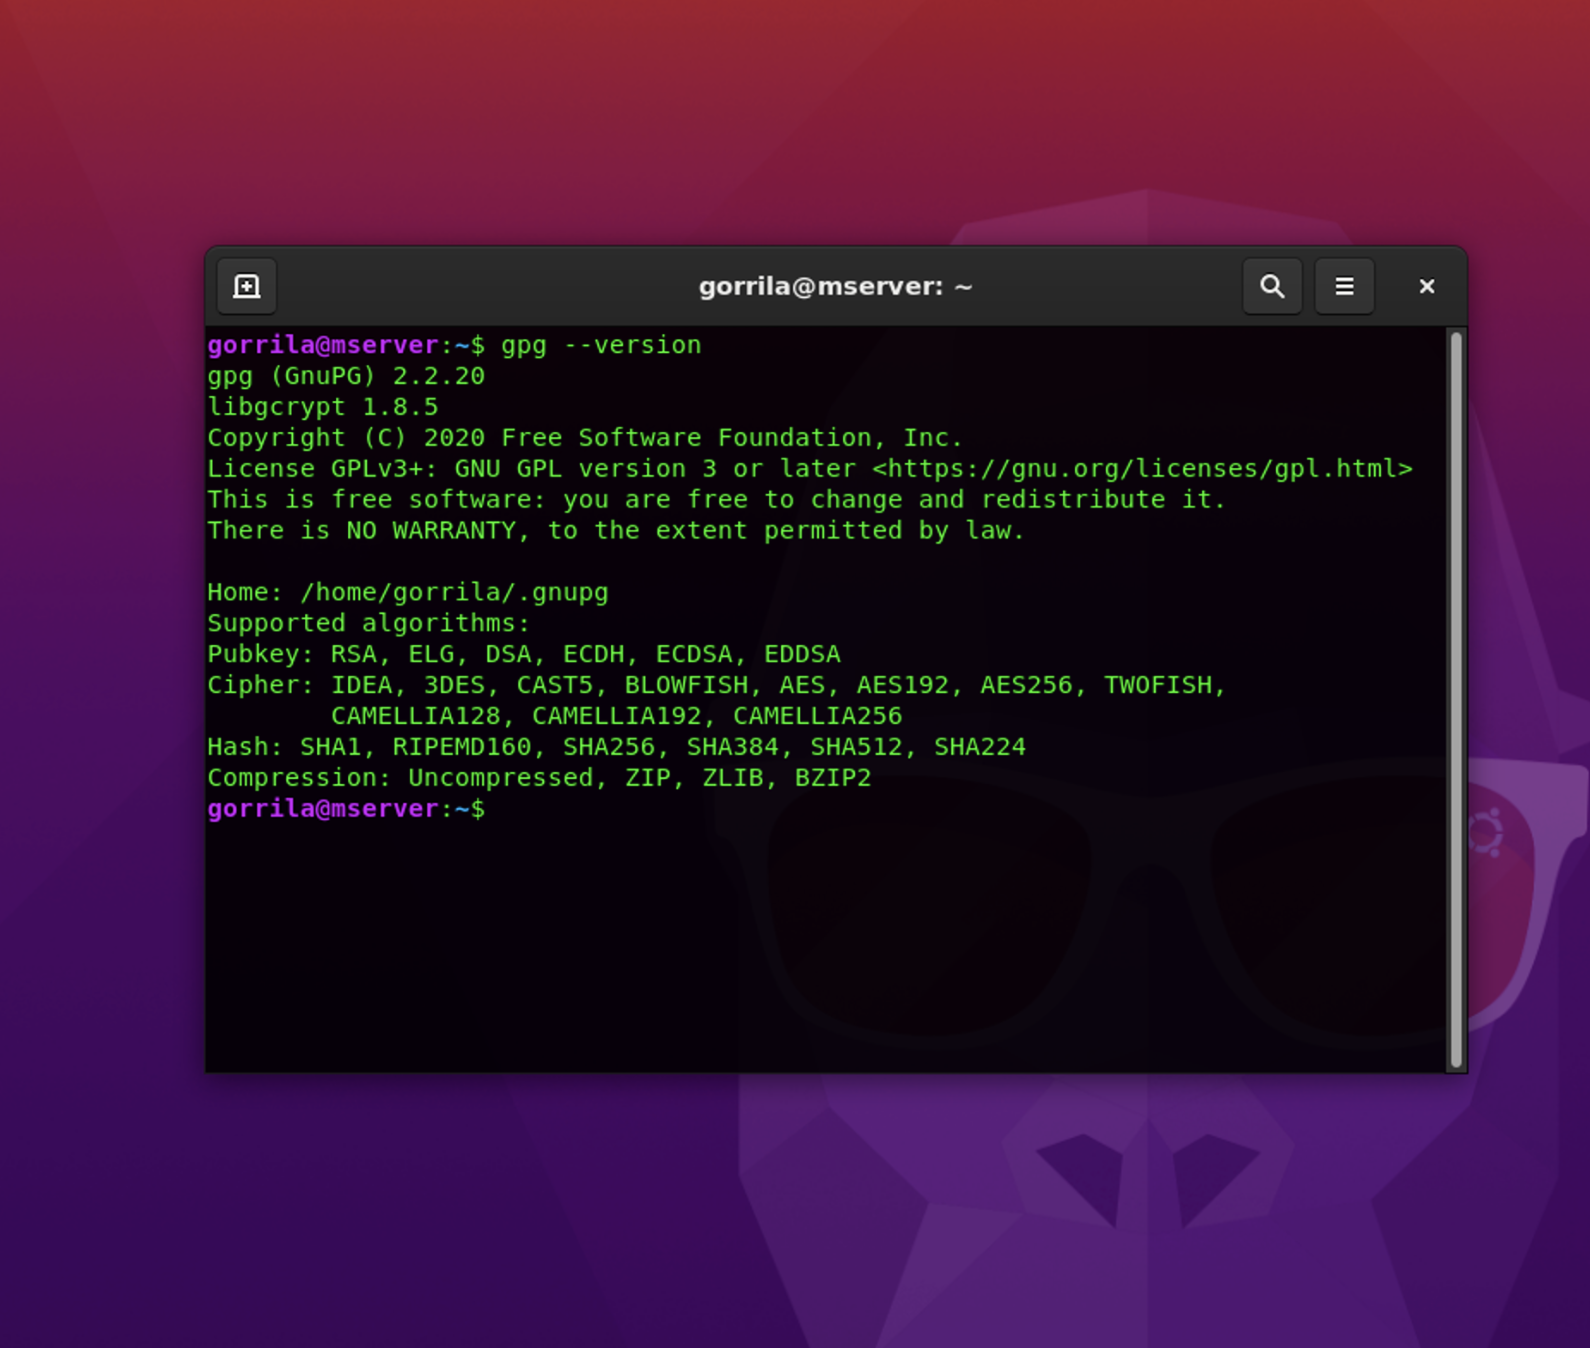 gorrila@mserver: ~
gorrila@mserver:~$ gpg --version
gpg (GnuPG) 2.2.20
libgcrypt 1.8.5
Copyright (C) 2020 Free Software Foundation, Inc.
License GPLv3+: GNU GPL version 3 or later <https://gnu.org/licenses/gpl.html>
This is free software: you are free to change and redistribute it.
There is NO WARRANTY, to the extent permitted by law.

Home: /home/gorrila/.gnupg
Supported algorithms:
Pubkey: RSA, ELG, DSA, ECDH, ECDSA, EDDSA
Cipher: IDEA, 3DES, CAST5, BLOWFISH, AES, AES192, AES256, TWOFISH,
        CAMELLIA128, CAMELLIA192, CAMELLIA256
Hash: SHA1, RIPEMD160, SHA256, SHA384, SHA512, SHA224
Compression: Uncompressed, ZIP, ZLIB, BZIP2
gorrila@mserver:~$